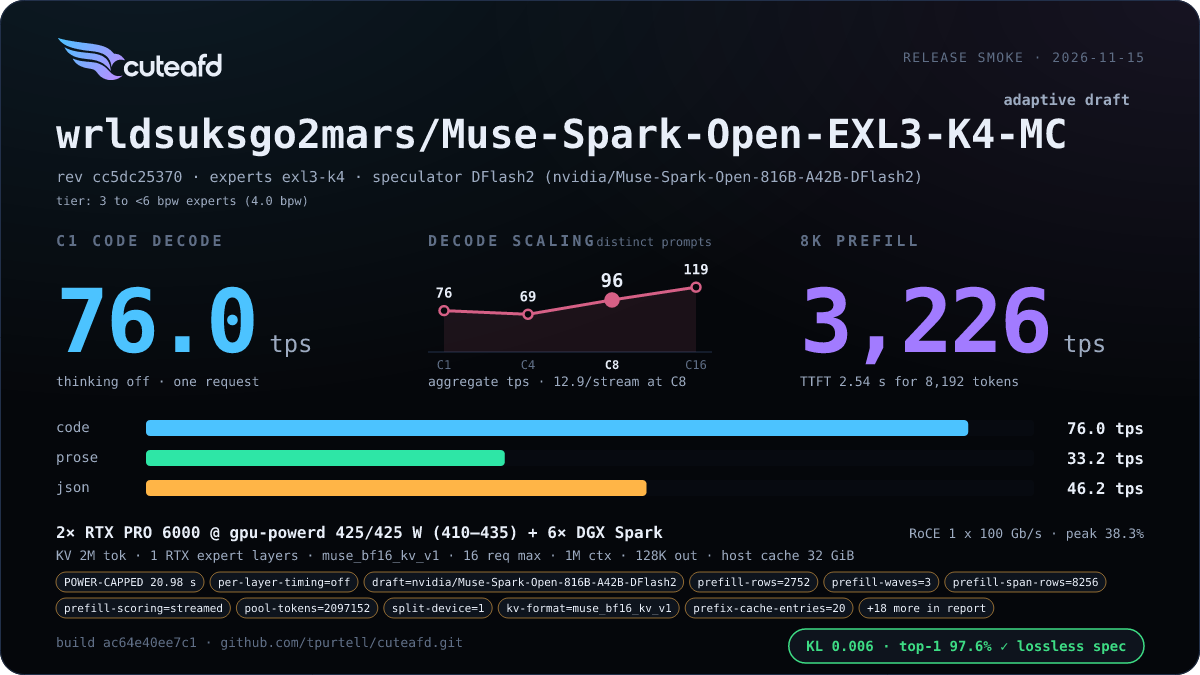 cuteafd
RELEASE SMOKE · 2026-11-15
adaptive draft
wrldsuksgo2mars/Muse-Spark-Open-EXL3-K4-MC
rev cc5dc25370 · experts exl3-k4 · speculator DFlash2 (nvidia/Muse-Spark-Open-816B-A42B-DFlash2)
tier: 3 to <6 bpw experts (4.0 bpw)
C1 CODE DECODE
76.0 tps
thinking off · one request
DECODE SCALING distinct prompts
76 69 96 119
C1 C4 C8 C16
aggregate tps · 12.9/stream at C8
8K PREFILL
3,226 tps
TTFT 2.54 s for 8,192 tokens
code 76.0 tps
prose 33.2 tps
json 46.2 tps
2× RTX PRO 6000 @ gpu-powerd 425/425 W (410–435) + 6× DGX Spark
RoCE 1 x 100 Gb/s · peak 38.3%
KV 2M tok · 1 RTX expert layers · muse_bf16_kv_v1 · 16 req max · 1M ctx · 128K out · host cache 32 GiB
POWER-CAPPED 20.98 s per-layer-timing=off draft=nvidia/Muse-Spark-Open-816B-A42B-DFlash2 prefill-rows=2752 prefill-waves=3 prefill-span-rows=8256
prefill-scoring=streamed pool-tokens=2097152 split-device=1 kv-format=muse_bf16_kv_v1 prefix-cache-entries=20 +18 more in report
build ac64e40ee7c1 · github.com/tpurtell/cuteafd.git
KL 0.006 · top-1 97.6% ✓ lossless spec